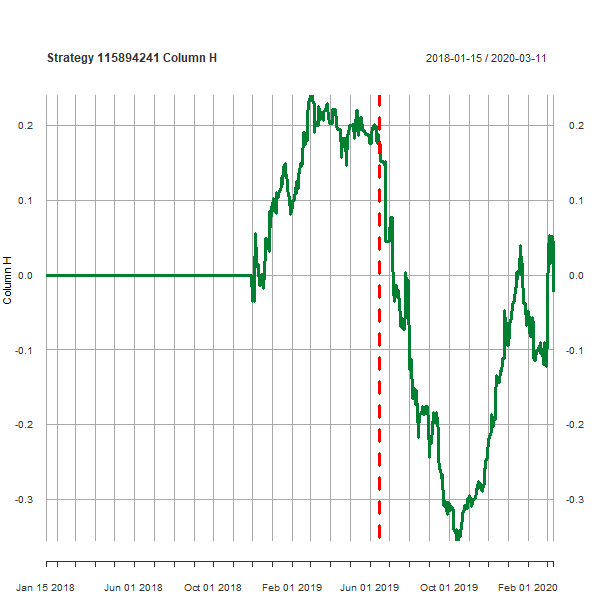 Strategy 115894241 Column H
2018-01-15 / 2020-03-11
Column H
0.2 0.2
0.1 0.1
0.0 0.0
-0.1 -0.1
-0.2 -0.2
-0.3 -0.3
Jan 15 2018 Jun 01 2018 Oct 01 2018 Feb 01 2019 Jun 01 2019 Oct 01 2019 Feb 01 2020